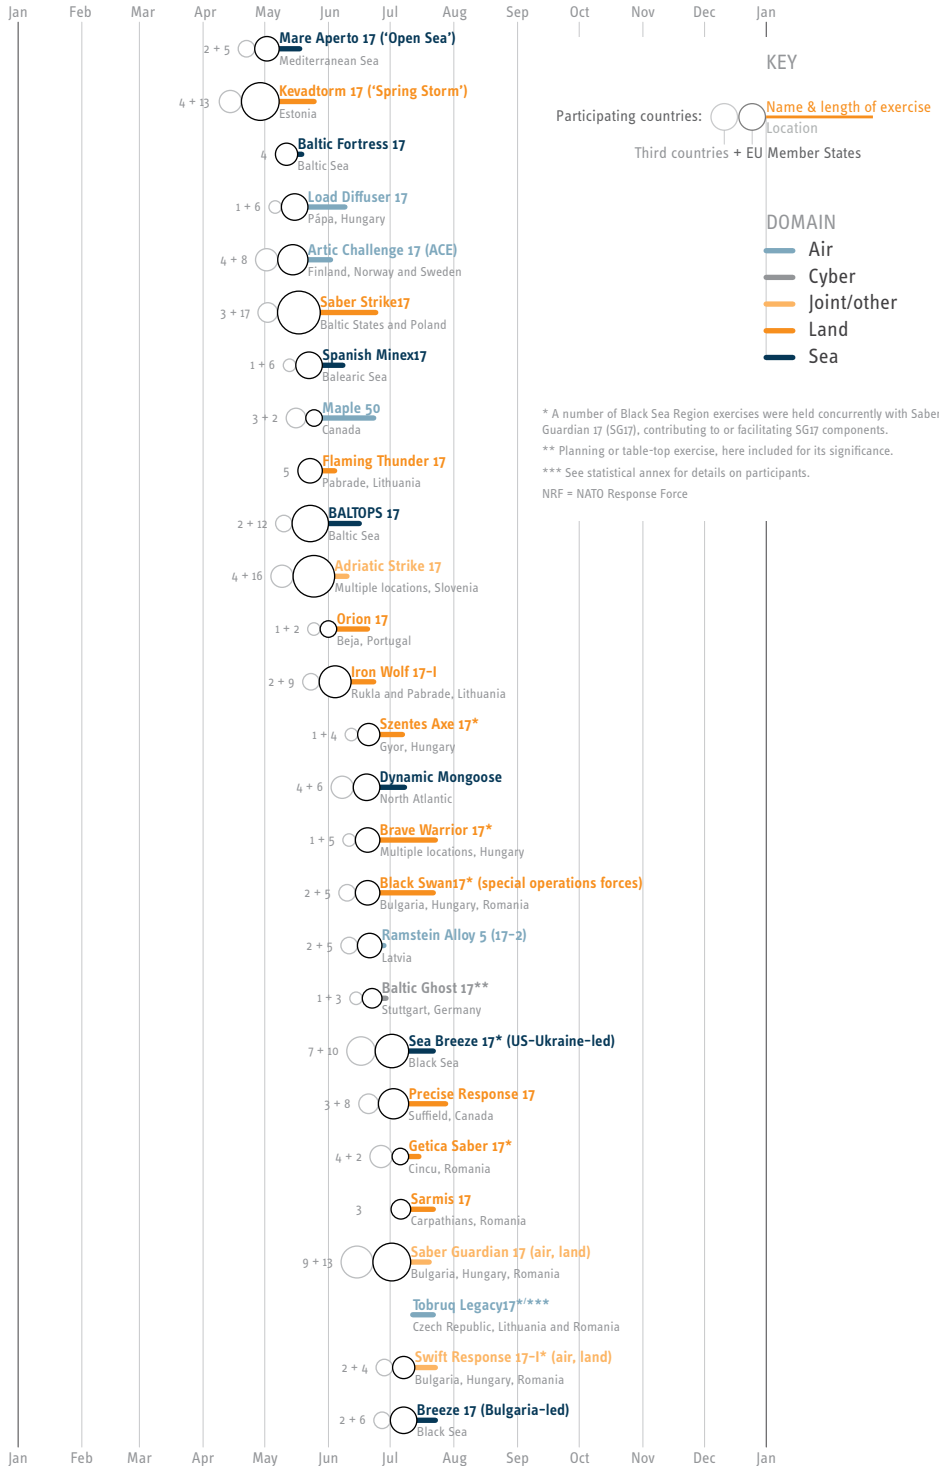 Jan Feb Mar Apr May Jun Jul Aug Sep Oct Nov Dec Jan
2 + 5 Mare Aperto 17 (‘Open Sea’)
Mediterranean Sea
4 + 13 Kevadtorm 17 (‘Spring Storm’)
Estonia
4 Baltic Fortress 17
Baltic Sea
1 + 6 Load Diffuser 17
Pápa, Hungary
4 + 8 Artic Challenge 17 (ACE)
Finland, Norway and Sweden
3 + 17 Saber Strike17
Baltic States and Poland
1 + 6 Spanish Minex17
Balearic Sea
3 + 2 Maple 50
Canada
5 Flaming Thunder 17
Pabrade, Lithuania
2 + 12 BALTOPS 17
Baltic Sea
4 + 16 Adriatic Strike 17
Multiple locations, Slovenia
1 + 2 Orion 17
Beja, Portugal
2 + 9 Iron Wolf 17-I
Rukla and Pabrade, Lithuania
1 + 4 Szentes Axe 17*
Gyor, Hungary
4 + 6 Dynamic Mongoose
North Atlantic
1 + 5 Brave Warrior 17*
Multiple locations, Hungary
2 + 5 Black Swan17* (special operations forces)
Bulgaria, Hungary, Romania
2 + 5 Ramstein Alloy 5 (17-2)
Latvia
1 + 3 Baltic Ghost 17**
Stuttgart, Germany
7 + 10 Sea Breeze 17* (US-Ukraine-led)
Black Sea
3 + 8 Precise Response 17
Suffield, Canada
4 + 2 Getica Saber 17*
Cincu, Romania
3 Sarmis 17
Carpathians, Romania
9 + 13 Saber Guardian 17 (air, land)
Bulgaria, Hungary, Romania
Tobruq Legacy17*/***
Czech Republic, Lithuania and Romania
2 + 4 Swift Response 17-I* (air, land)
Bulgaria, Hungary, Romania
2 + 6 Breeze 17 (Bulgaria-led)
Black Sea
Jan Feb Mar Apr May Jun Jul Aug Sep Oct Nov Dec Jan
KEY
Participating countries: Name & length of exercise
Location
Third countries + EU Member States
DOMAIN
Air
Cyber
Joint/other
Land
Sea
* A number of Black Sea Region exercises were held concurrently with Saber
Guardian 17 (SG17), contributing to or facilitating SG17 components.
** Planning or table-top exercise, here included for its significance.
*** See statistical annex for details on participants.
NRF = NATO Response Force